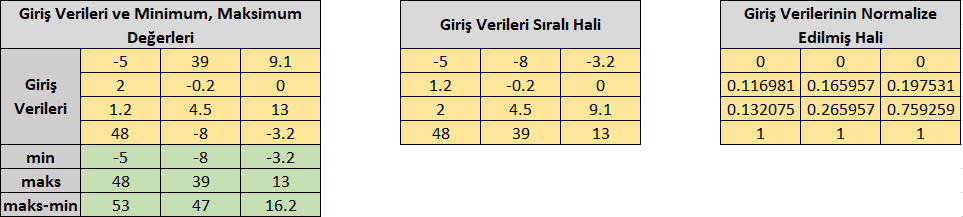 Giriş Verileri ve Minimum, Maksimum
Değerleri
Giriş
Verileri
-5 39 9.1
2 -0.2 0
1.2 4.5 13
48 -8 -3.2
min -5 -8 -3.2
maks 48 39 13
maks-min 53 47 16.2
Giriş Verileri Sıralı Hali
-5 -8 -3.2
1.2 -0.2 0
2 4.5 9.1
48 39 13
Giriş Verilerinin Normalize
Edilmiş Hali
0 0 0
0.116981 0.165957 0.197531
0.132075 0.265957 0.759259
1 1 1